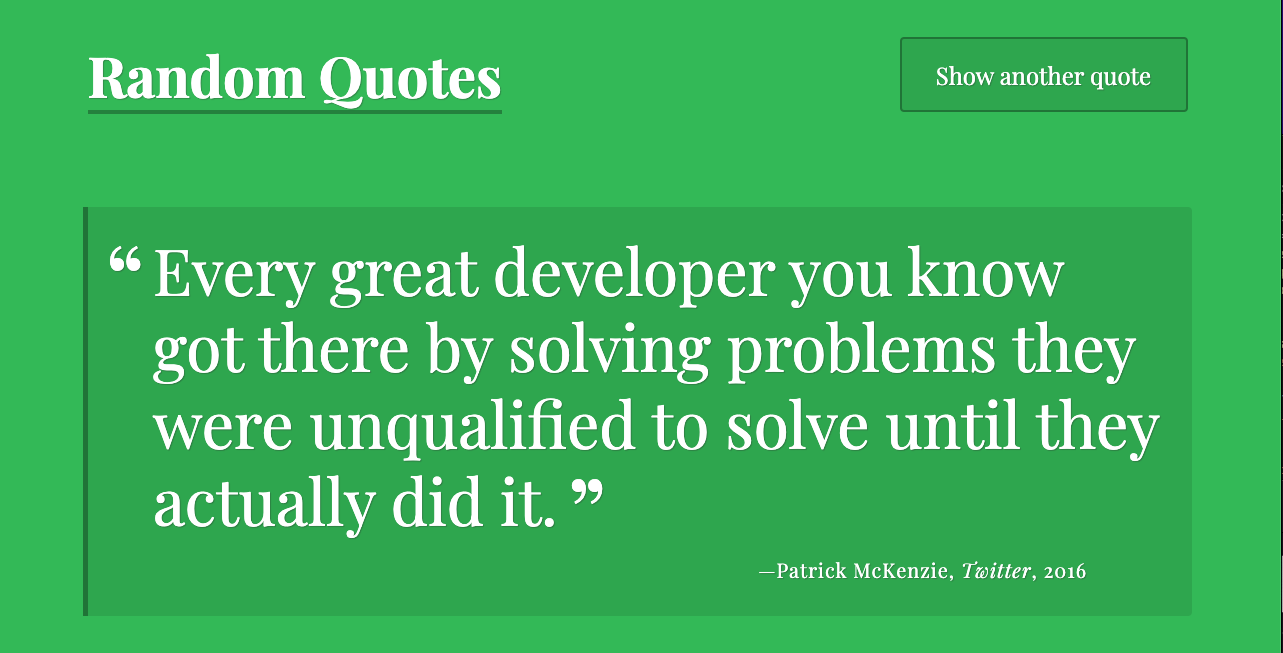 Random Quotes
Show another quote
“Every great developer you know
got there by solving problems they
were unqualified to solve until they
actually did it. ”
—Patrick McKenzie, Twitter, 2016